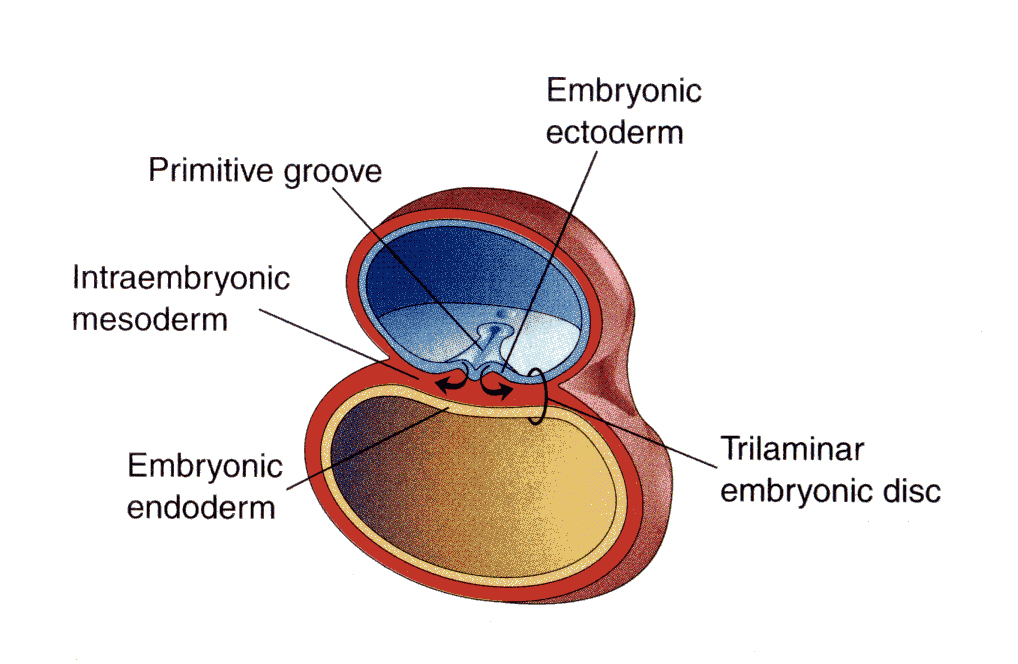 Embryonic
ectoderm
Primitive groove
Intraembryonic
mesoderm
Embryonic
endoderm
Trilaminar
embryonic disc